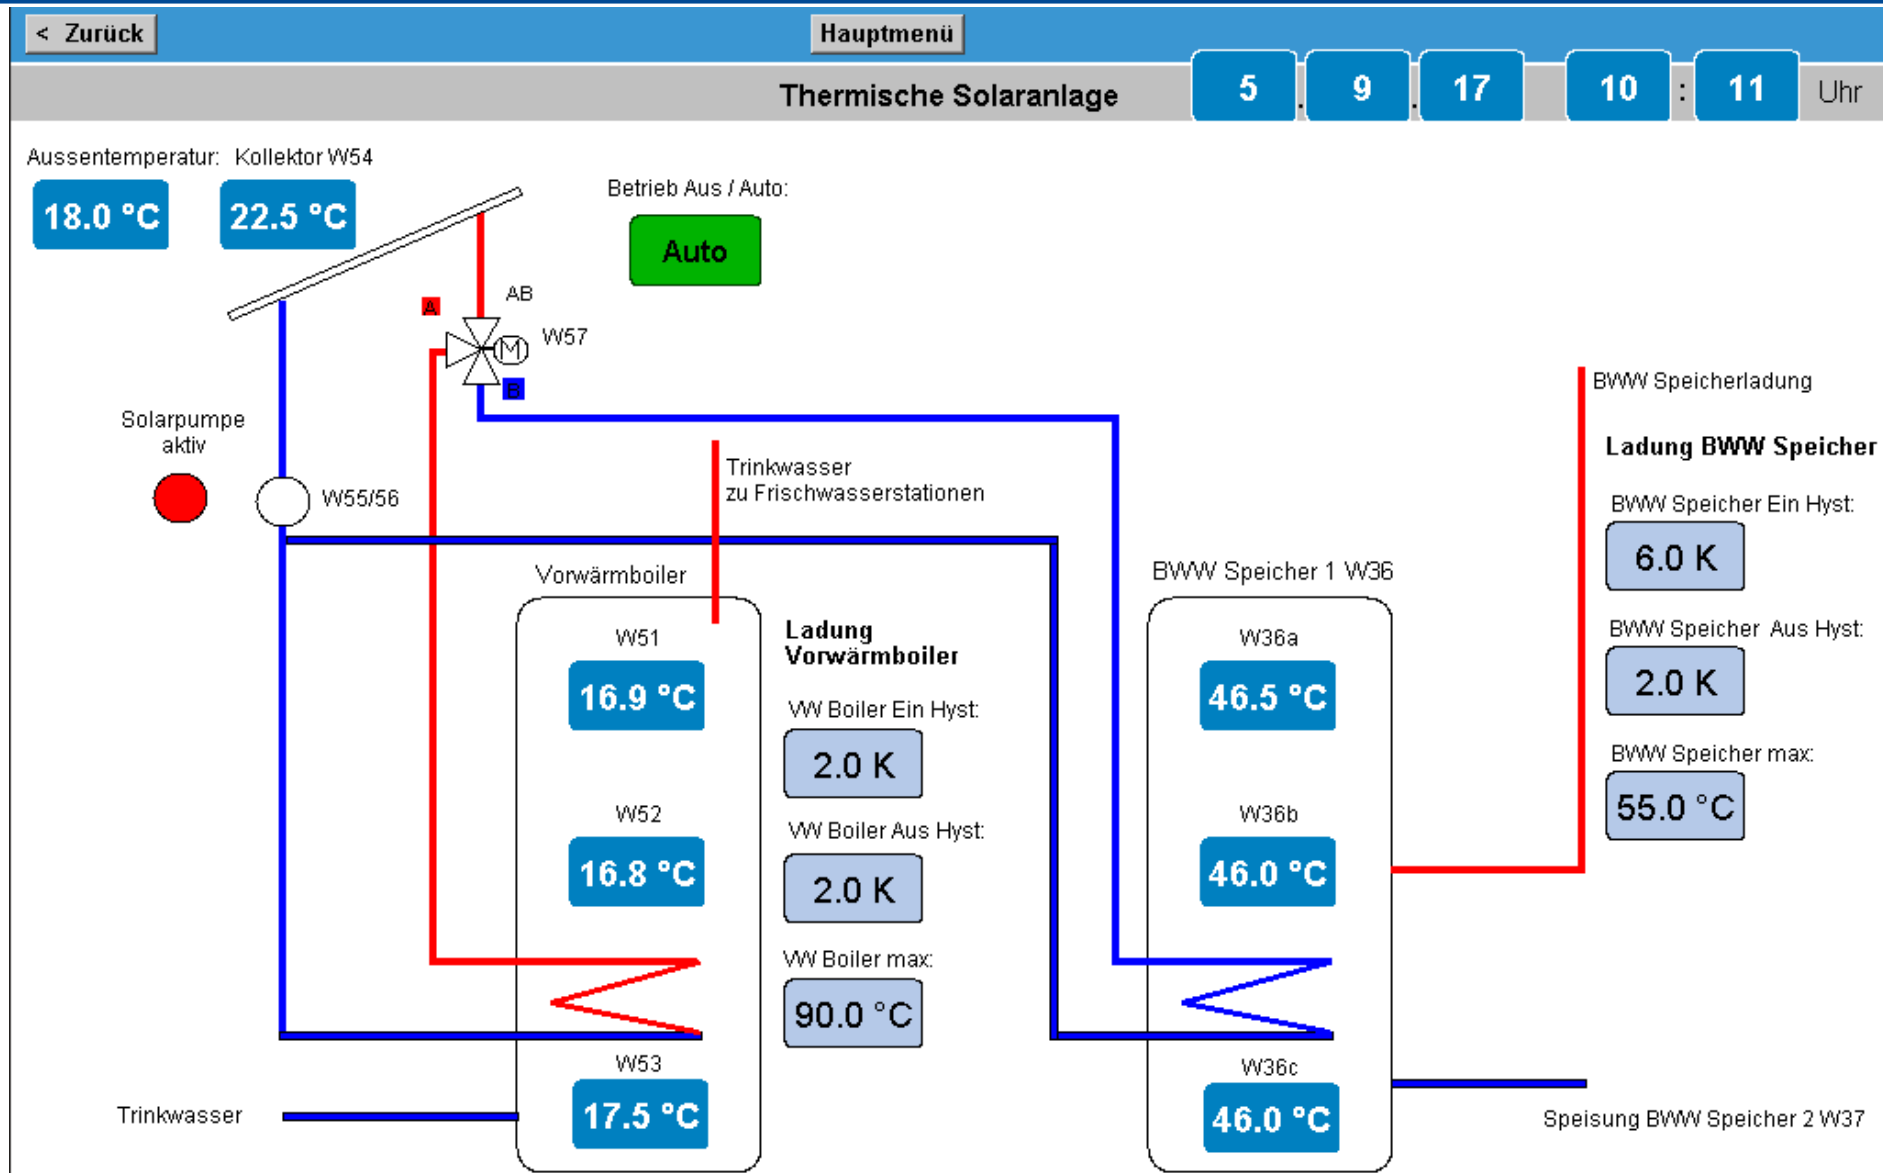 < Zurück
Hauptmenü
Thermische Solaranlage
5 . 9 . 17 10 : 11 Uhr
Aussentemperatur: Kollektor W54
18.0 °C 22.5 °C
Betrieb Aus / Auto:
Auto
A
AB
M
W57
B
Solarpumpe
aktiv
W55/56
Trinkwasser
zu Frischwasserstationen
BWW Speicherladung
Ladung BWW Speicher
BWW Speicher Ein Hyst:
6.0 K
BWW Speicher Aus Hyst:
2.0 K
BWW Speicher max:
55.0 °C
Vorwärmboiler
W51
16.9 °C
W52
16.8 °C
W53
17.5 °C
Ladung
Vorwärmboiler
VW Boiler Ein Hyst:
2.0 K
VW Boiler Aus Hyst:
2.0 K
VW Boiler max:
90.0 °C
BWW Speicher 1 W36
W36a
46.5 °C
W36b
46.0 °C
W36c
46.0 °C
Trinkwasser
Speisung BWW Speicher 2 W37